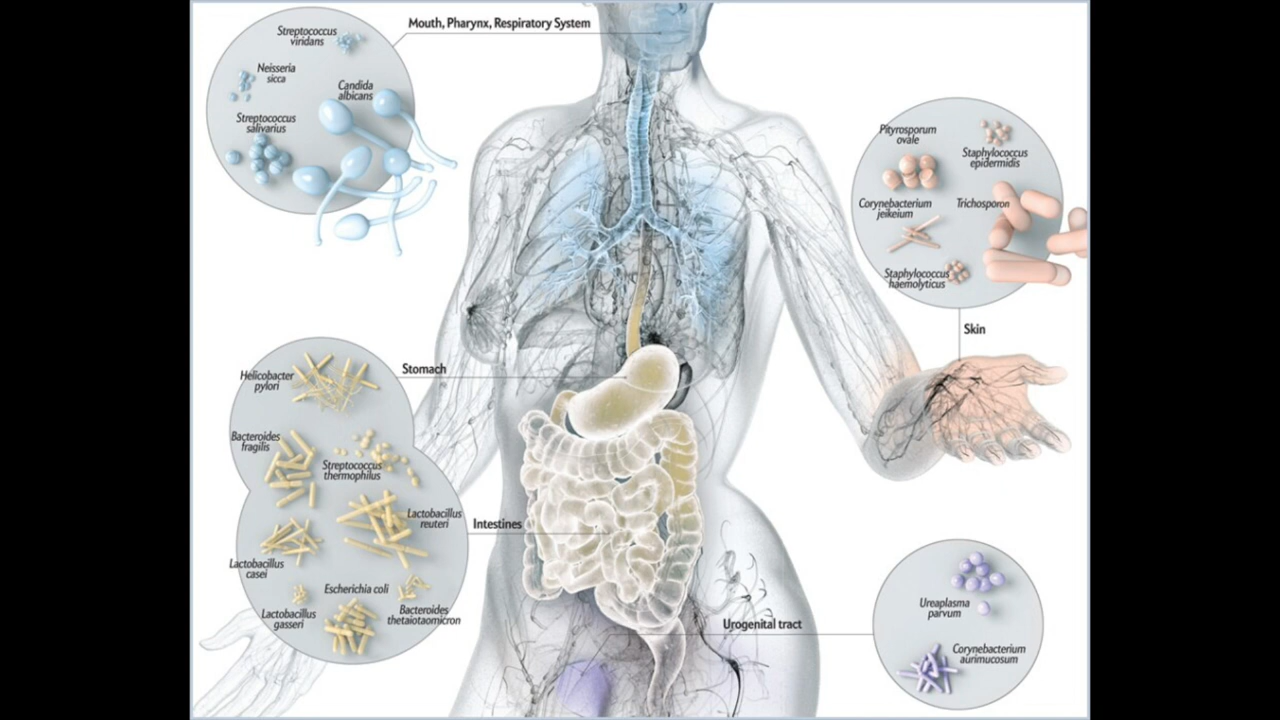 Mouth, Pharynx, Respiratory System
Streptococcus
viridans
Neisseria
sicca
Candida
albicans
Streptococcus
salivarius
Pityrosporum
ovale
Staphylococcus
epidermidis
Corynebacterium
jeikeium
Trichosporon
Staphylococcus
haemolyticus
Skin
Stomach
Helicobacter
pylori
Bacteroides
fragilis
Streptococcus
thermophilus
Lactobacillus
reuteri
Intestines
Lactobacillus
casei
Escherichia coli
Lactobacillus
gasseri
Bacteroides
thetaiotaomicron
Urogenital tract
Ureaplasma
parvum
Corynebacterium
aurimucosum